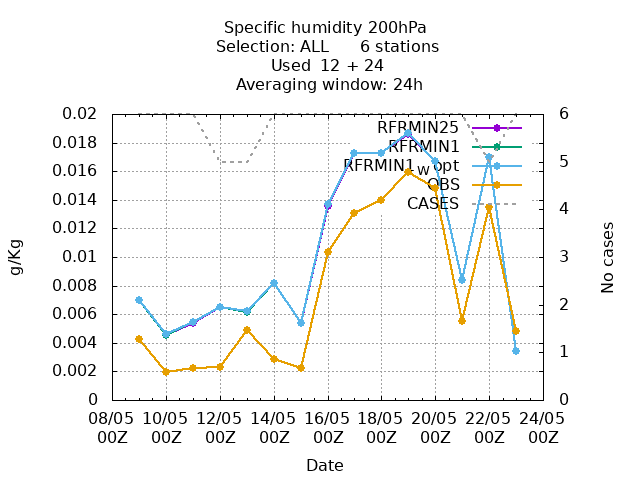 Specific humidity 200hPa
Selection: ALL 6 stations
Used 12 + 24
Averaging window: 24h
RFRMIN25
RFRMIN1
RFRMIN1_w_opt
OBS
CASES
g/Kg
0.02
0.018
0.016
0.014
0.012
0.01
0.008
0.006
0.004
0.002
0
No cases
6
5
4
3
2
1
0
08/05 10/05 12/05 14/05 16/05 18/05 20/05 22/05 24/05
00Z 00Z 00Z 00Z 00Z 00Z 00Z 00Z 00Z
Date